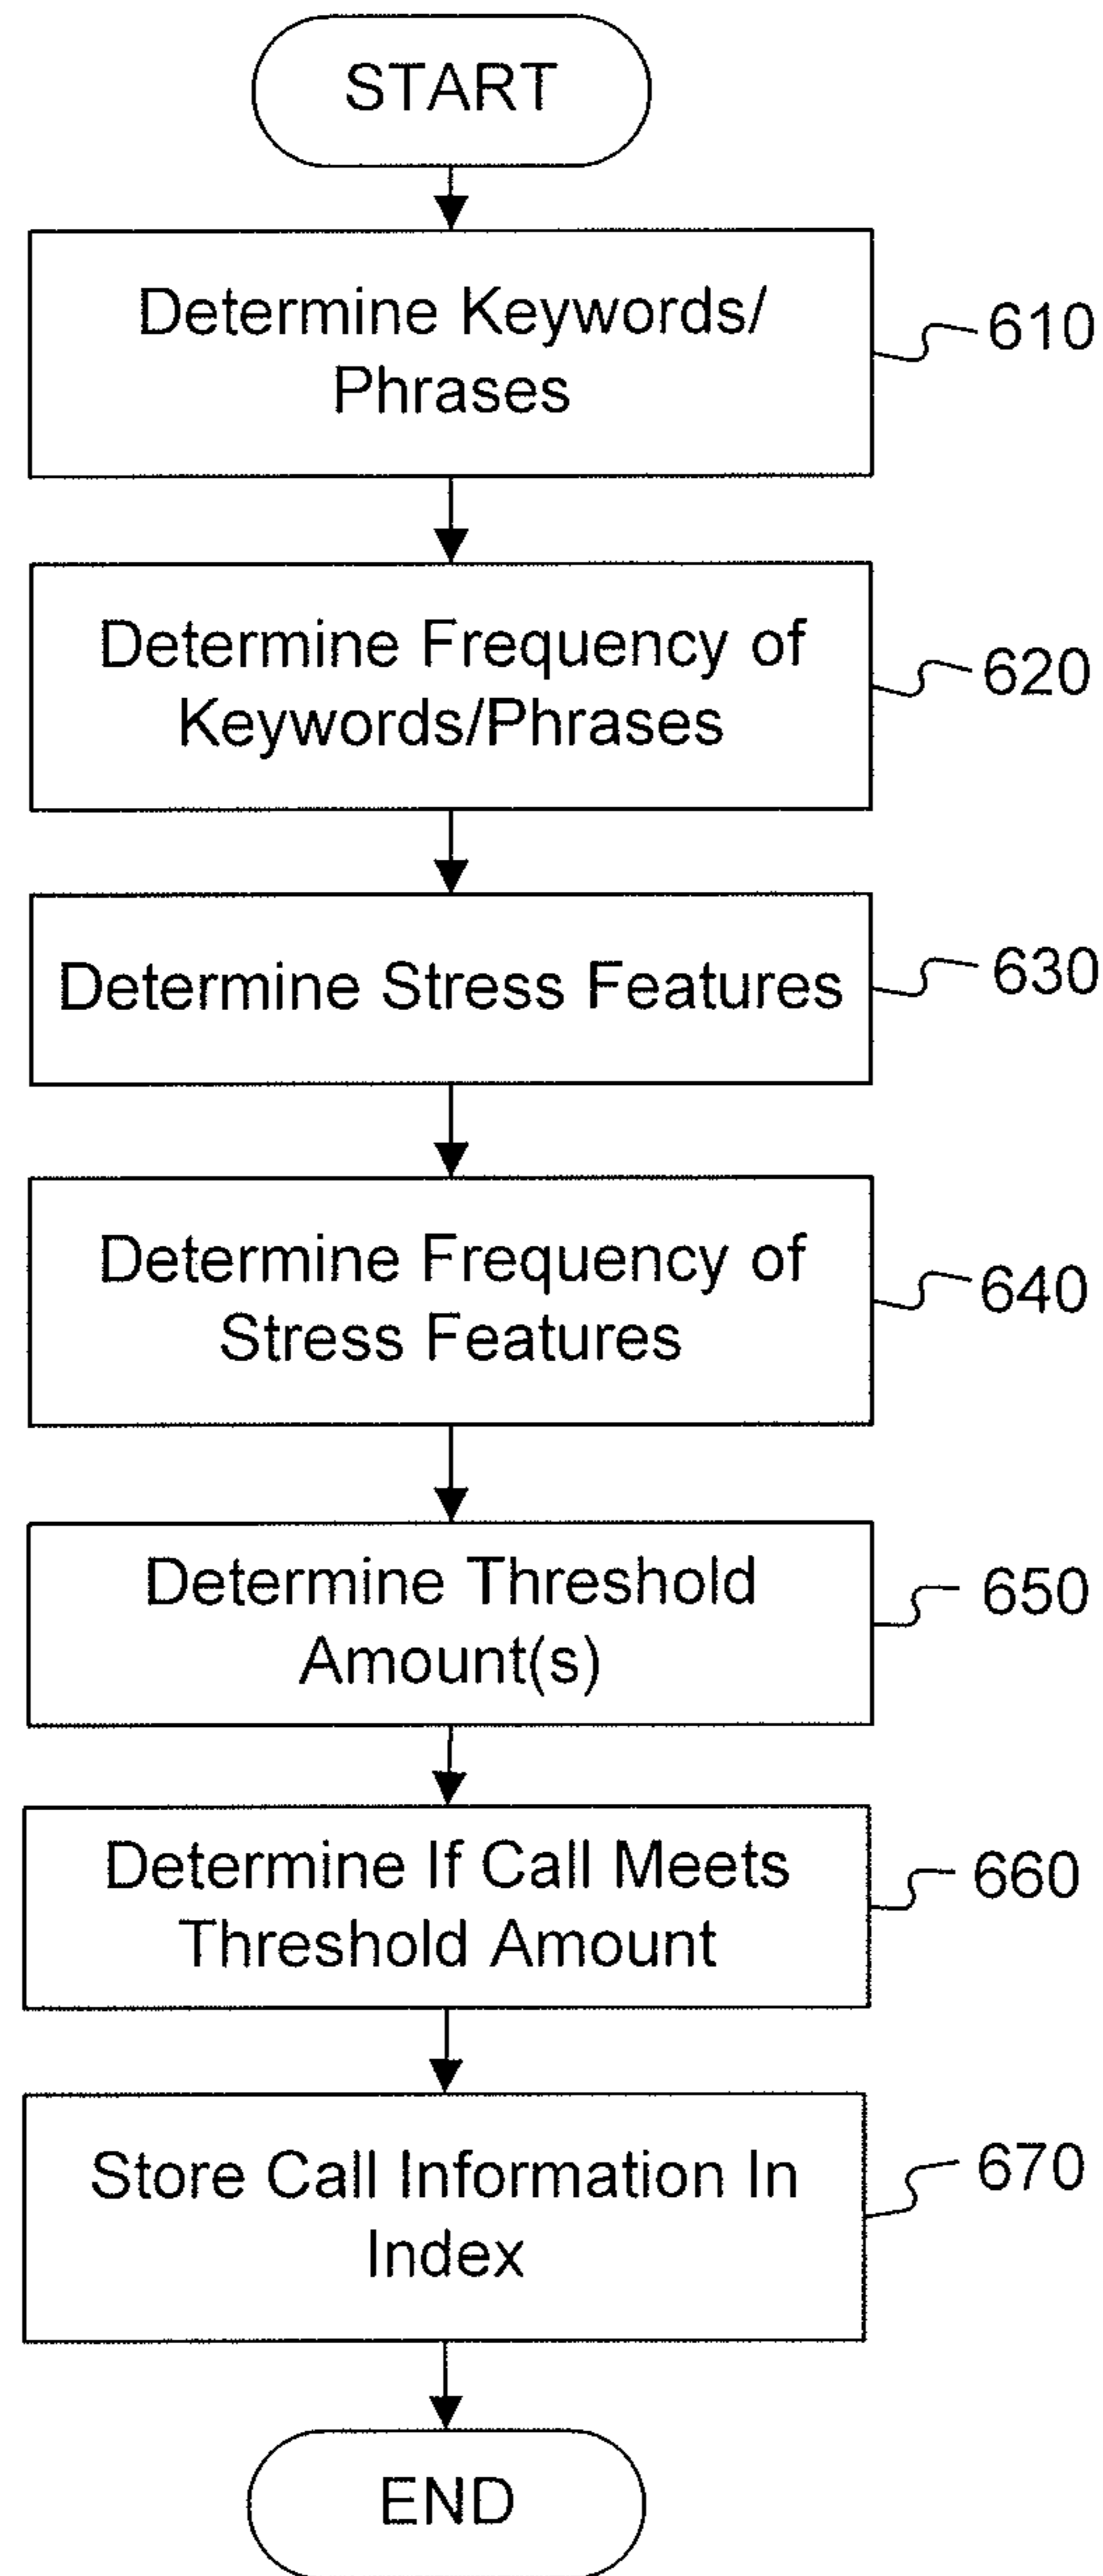 START
Determine Keywords/
Phrases
610
Determine Frequency of
Keywords/Phrases
620
Determine Stress Features
630
Determine Frequency of
Stress Features
640
Determine Threshold
Amount(s)
650
Determine If Call Meets
Threshold Amount
660
Store Call Information In
Index
670
END